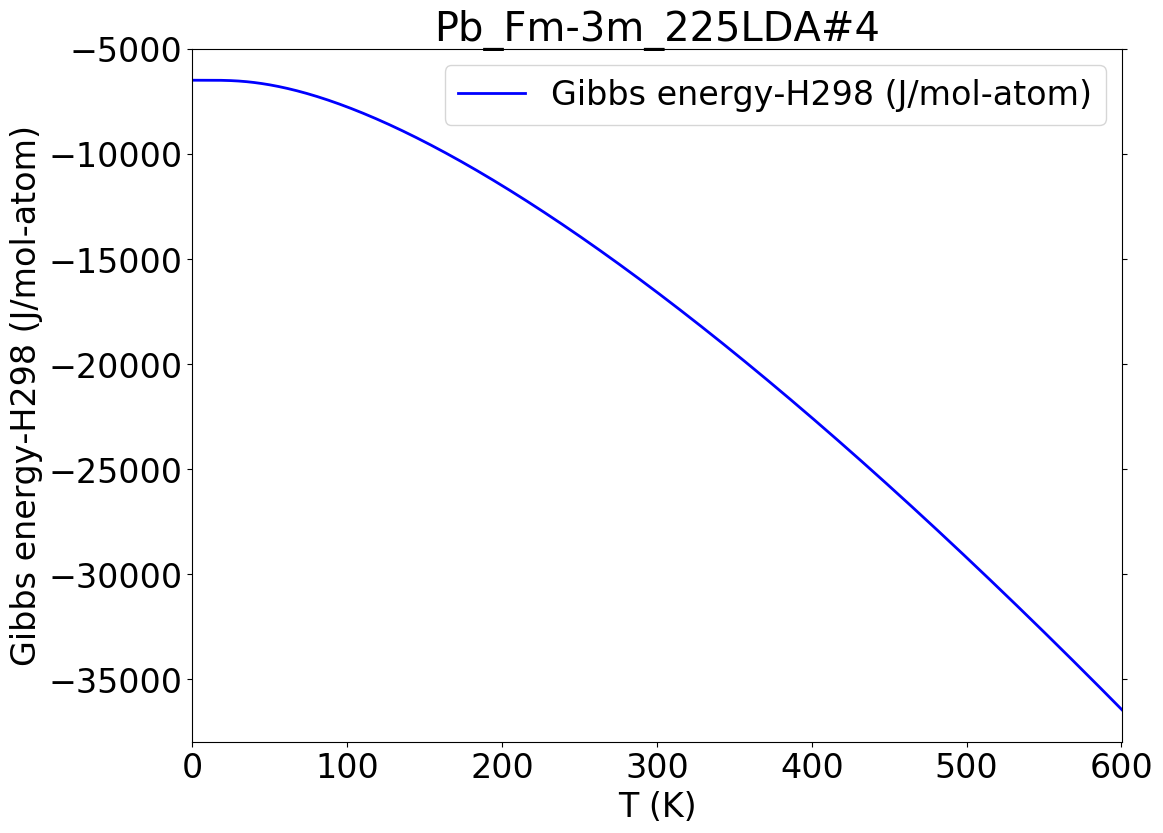 Pb_Fm-3m_225LDA#4
Gibbs energy-H298 (J/mol-atom)
Gibbs energy-H298 (J/mol-atom)
−5000
−10000
−15000
−20000
−25000
−30000
−35000
0 100 200 300 400 500 600
T (K)